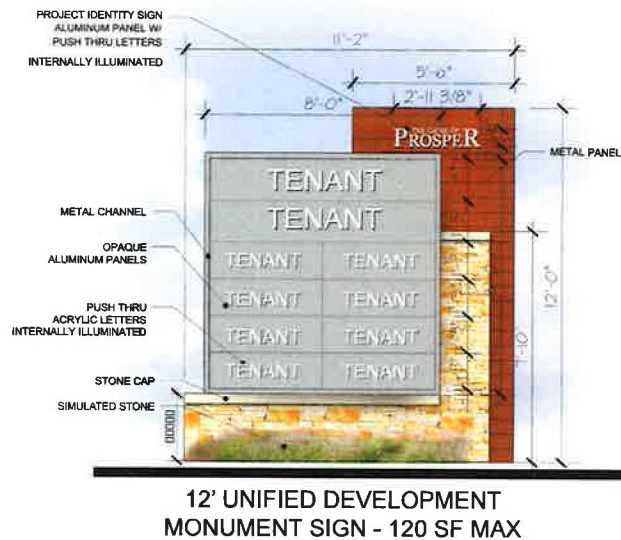 PROJECT IDENTITY SIGN
ALUMINUM PANEL W/
PUSH THRU LETTERS
INTERNALLY ILLUMINATED
11'-2"
5'-0"
8'-0"
2'-11 3/8"
PROSPER
METAL PANEL
TENANT
TENANT
METAL CHANNEL
TENANT TENANT
OPAQUE
ALUMINUM PANELS
TENANT TENANT
12'-0"
PUSH THRU
ACRYLIC LETTERS
INTERNALLY ILLUMINATED
TENANT TENANT
TENANT TENANT
STONE CAP
SIMULATED STONE
12' UNIFIED DEVELOPMENT
MONUMENT SIGN - 120 SF MAX